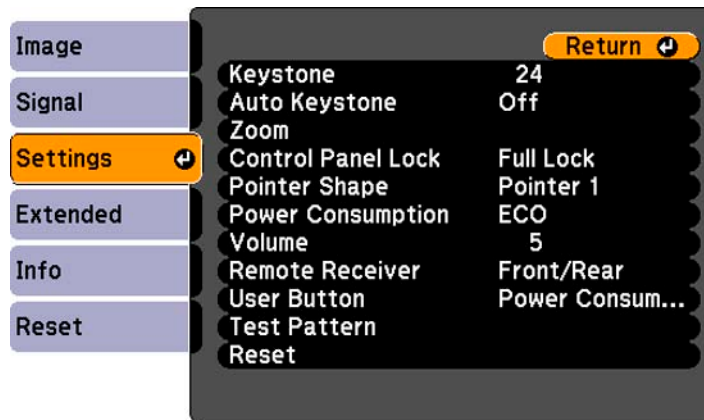 Image
Signal
Settings
Extended
Info
Reset
Return
Keystone 24
Auto Keystone Off
Zoom
Control Panel Lock Full Lock
Pointer Shape Pointer 1
Power Consumption ECO
Volume 5
Remote Receiver Front/Rear
User Button Power Consum...
Test Pattern
Reset